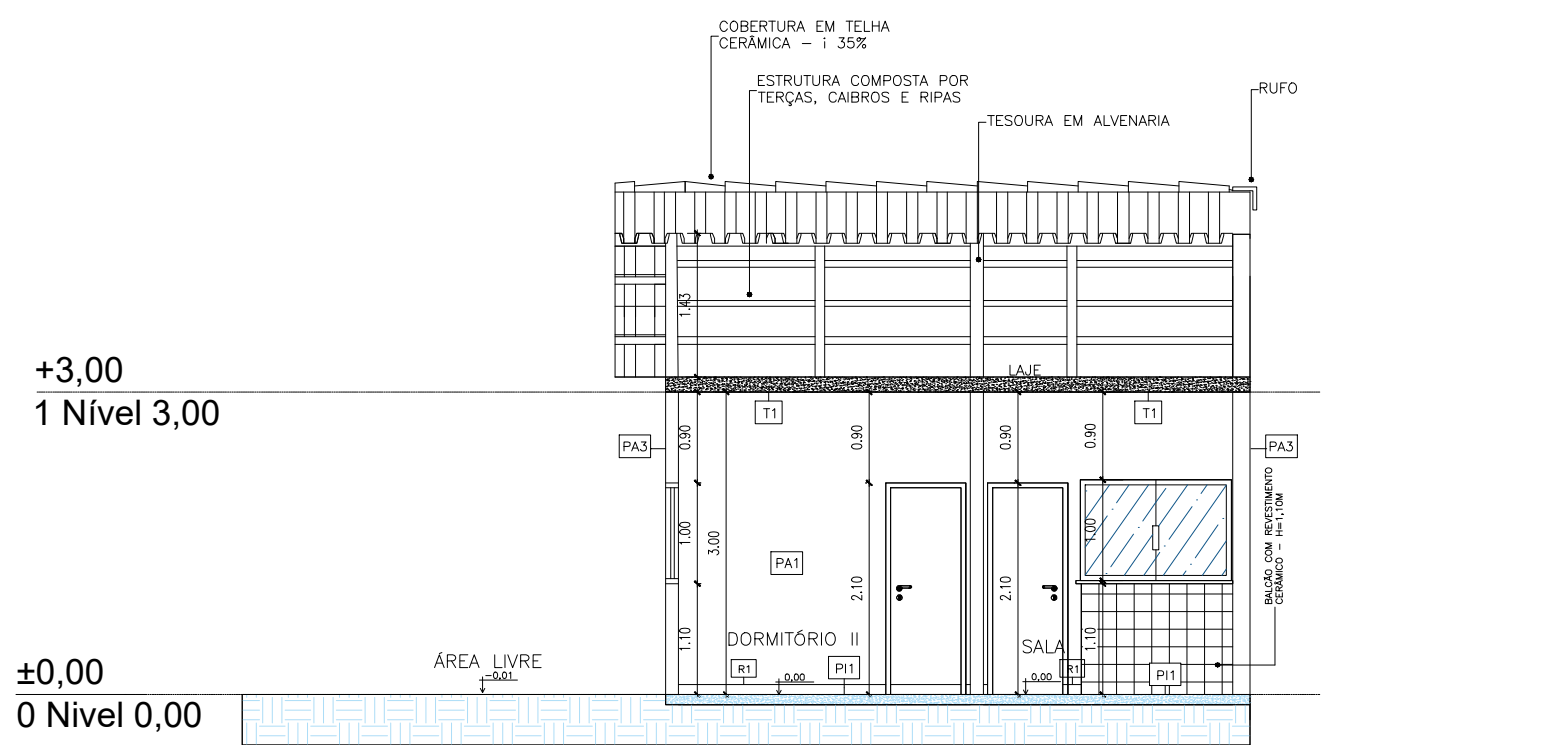 COBERTURA EM TELHA
CERÂMICA – i 35%
ESTRUTURA COMPOSTA POR
TERÇAS, CAIBROS E RIPAS
RUFO
TESOURA EM ALVENARIA
1.43
+3,00
LAJE
1 Nível 3,00
T1
T1
PA3
0.90
0.90
0.90
0.90
PA3
1.00
3.00
PA1
2.10
2.10
1.00
BALCÃO COM REVESTIMENTO
CERÂMICO – H=1,10M
1.10
DORMITÓRIO II
SALA
1.10
±0,00
ÁREA LIVRE
-0.01
R1
0,00
PI1
0,00
R1
PI1
0 Nivel 0,00